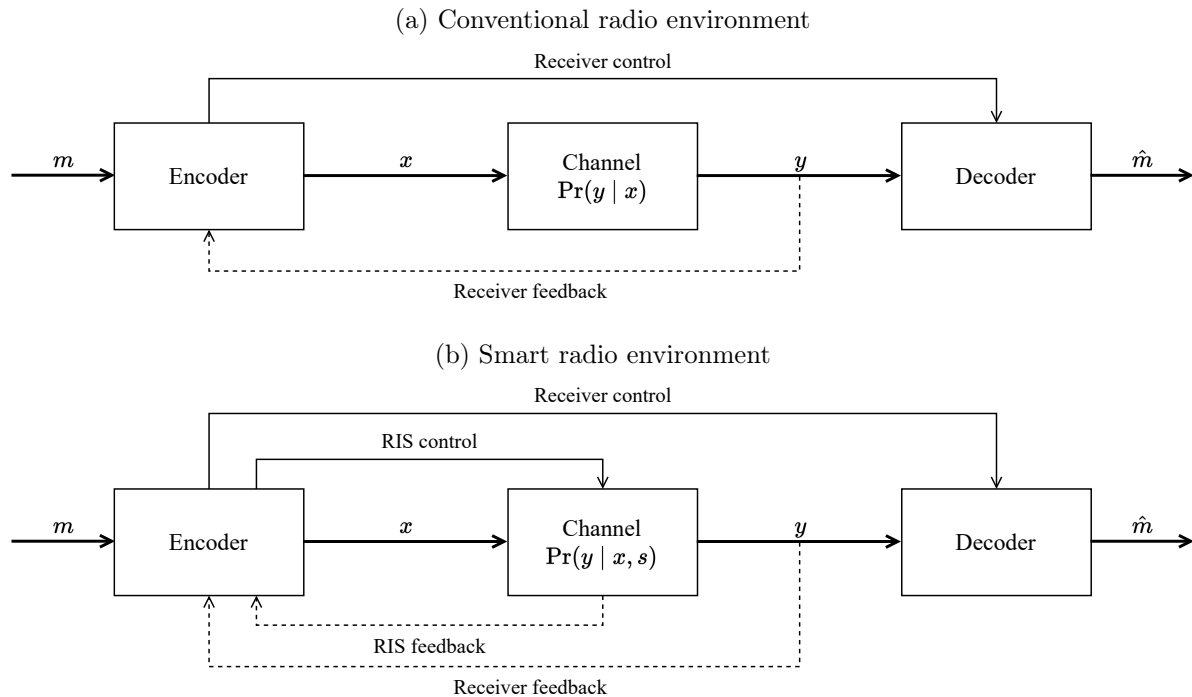 (a) Conventional radio environment
Receiver control
m
Encoder
x
Channel
Pr(y | x)
y
Decoder
m̂
Receiver feedback
(b) Smart radio environment
Receiver control
RIS control
m
Encoder
x
Channel
Pr(y | x, s)
y
Decoder
m̂
RIS feedback
Receiver feedback